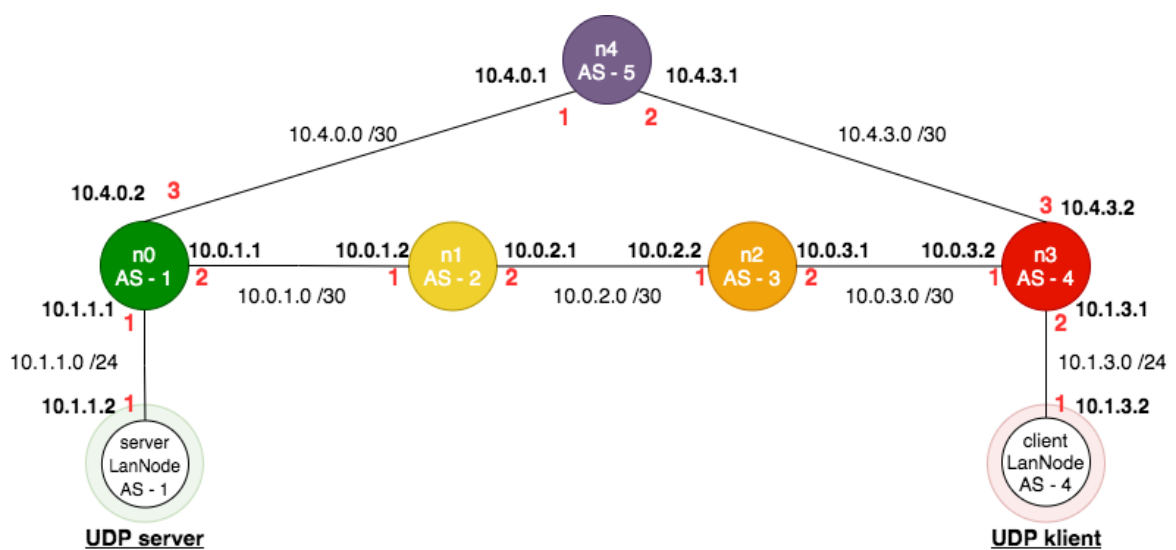 n4
AS - 5
10.4.0.1
10.4.3.1
1
2
10.4.0.0 /30
10.4.3.0 /30
10.4.0.2
3
3
10.4.3.2
n0
AS - 1
10.0.1.1
2
10.0.1.0 /30
10.0.1.2
1
n1
AS - 2
10.0.2.1
2
10.0.2.0 /30
10.0.2.2
1
n2
AS - 3
10.0.3.1
2
10.0.3.0 /30
10.0.3.2
1
n3
AS - 4
10.1.1.1
1
10.1.3.1
2
10.1.1.0 /24
10.1.3.0 /24
10.1.1.2
1
1
10.1.3.2
server
LanNode
AS - 1
client
LanNode
AS - 4
UDP server
UDP klient